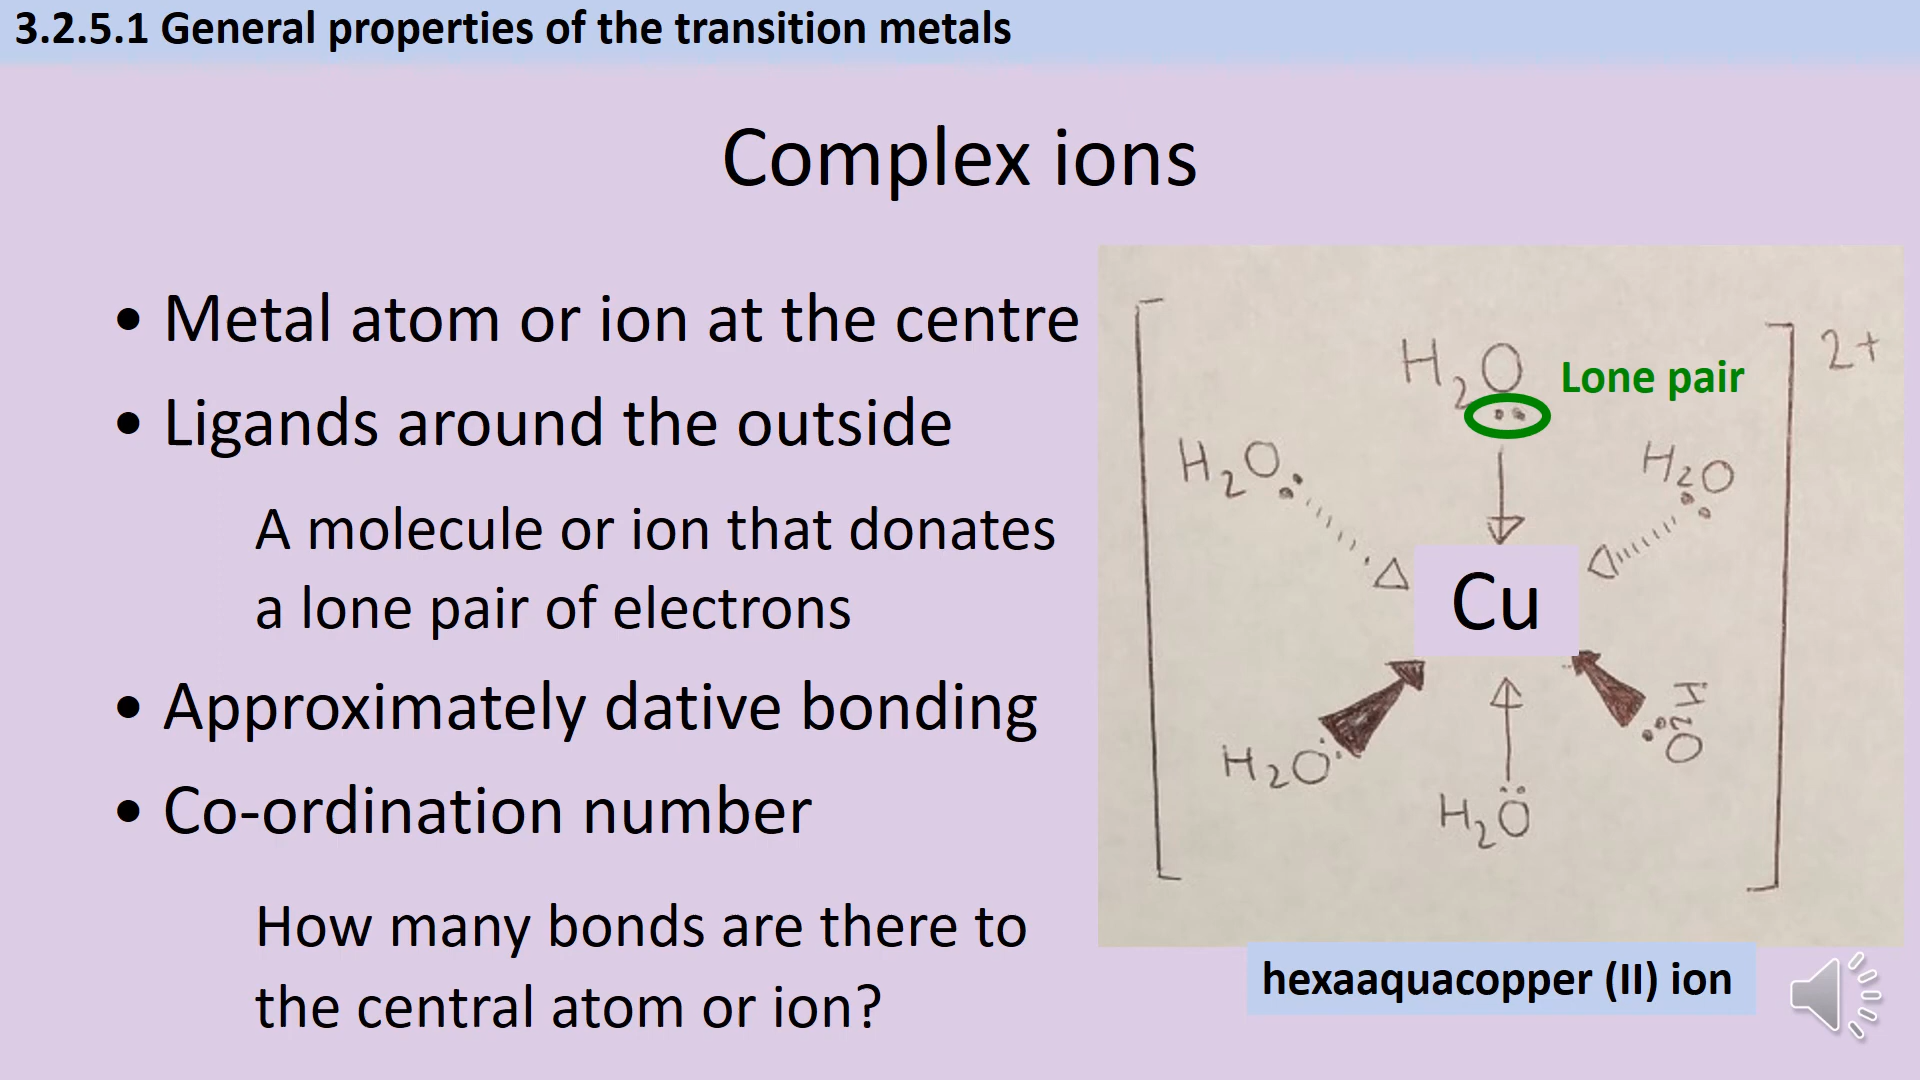 3.2.5.1 General properties of the transition metals
Complex ions
• Metal atom or ion at the centre
• Ligands around the outside
A molecule or ion that donates
a lone pair of electrons
• Approximately dative bonding
• Co-ordination number
How many bonds are there to
the central atom or ion?
2+
H2O
Lone pair
H2O
H2O
Cu
H2O
H2O
H2O
hexaaquacopper (II) ion